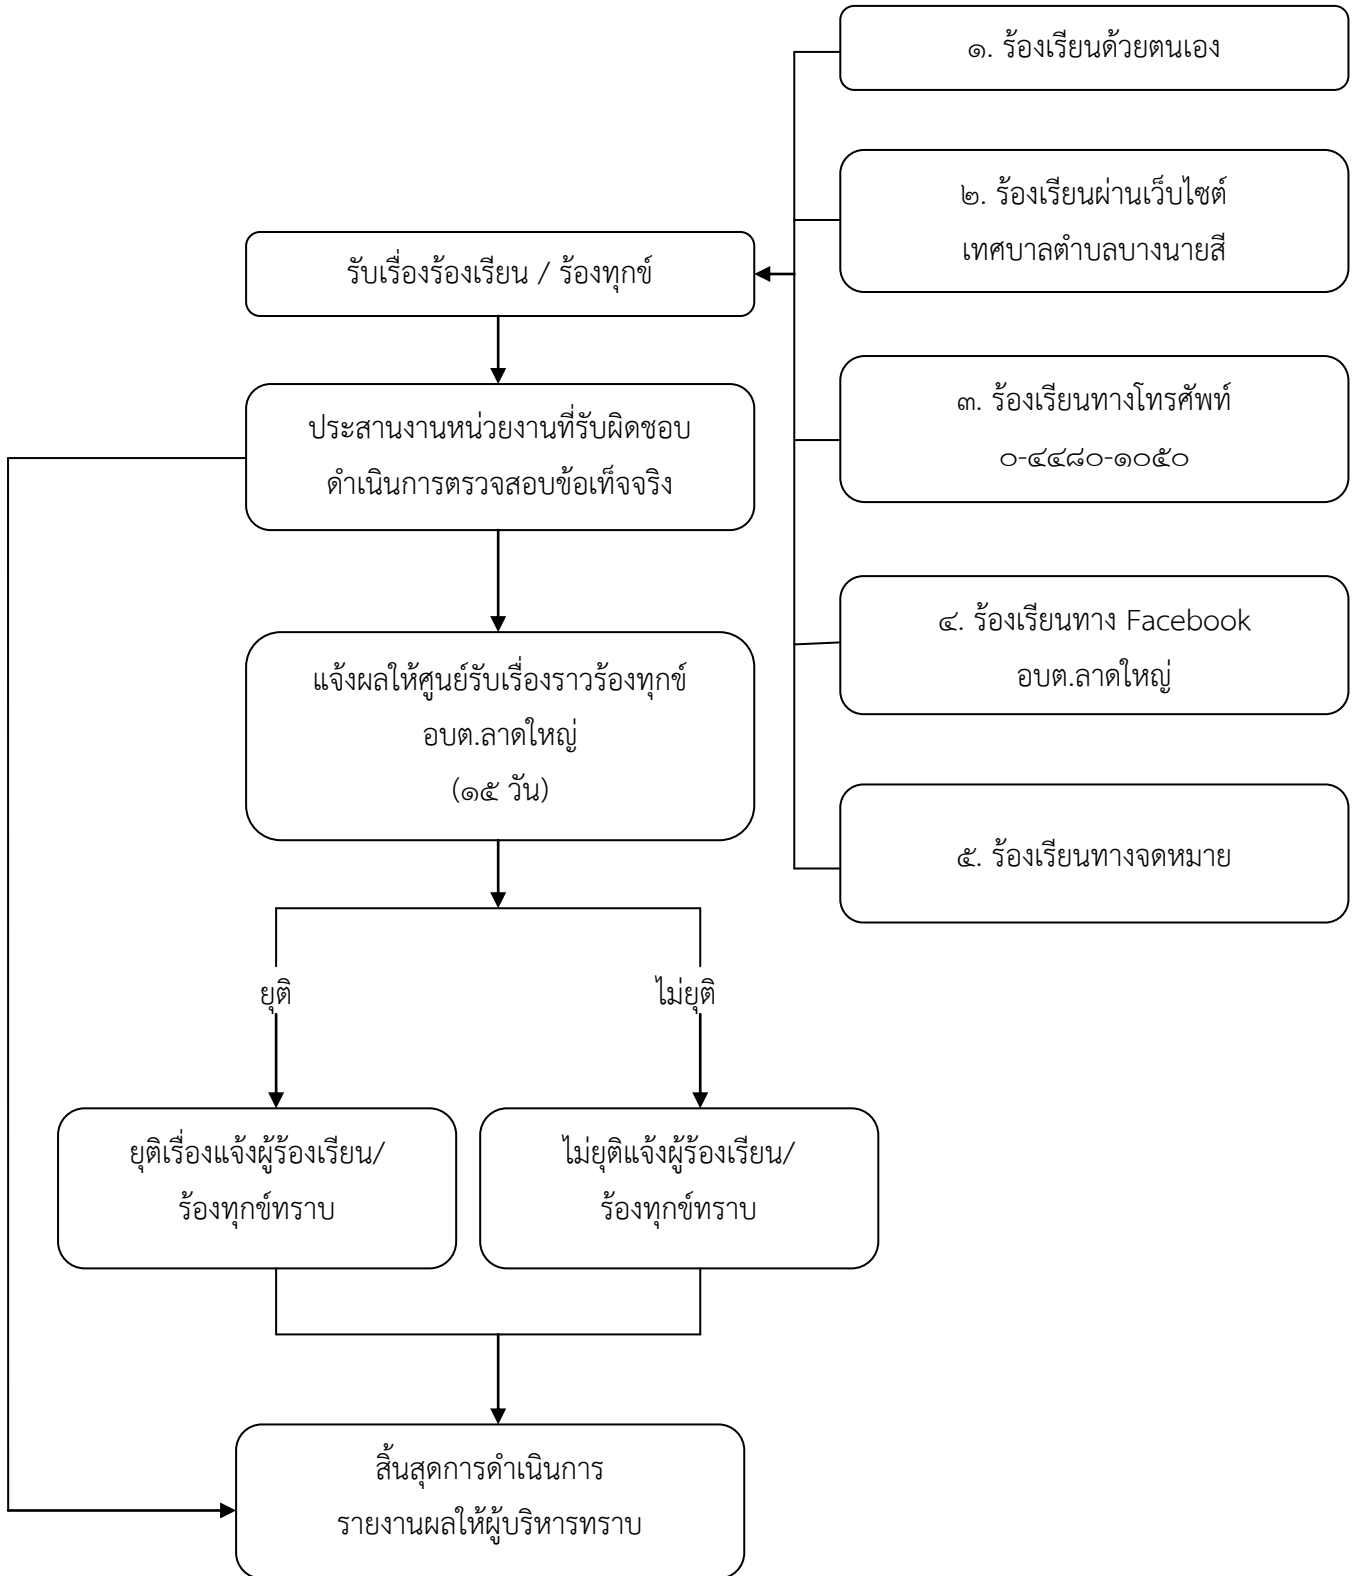 ๑. ร้องเรียนด้วยตนเอง
๒. ร้องเรียนผ่านเว็บไซต์
เทศบาลตำบลบางนายสี
รับเรื่องร้องเรียน / ร้องทุกข์
๓. ร้องเรียนทางโทรศัพท์
๐-๔๔๘๐-๑๐๕๐
ประสานงานหน่วยงานที่รับผิดชอบ
ดำเนินการตรวจสอบข้อเท็จจริง
๔. ร้องเรียนทาง Facebook
อบต.ลาดใหญ่
แจ้งผลให้ศูนย์รับเรื่องราวร้องทุกข์
อบต.ลาดใหญ่
(๑๕ วัน)
๕. ร้องเรียนทางจดหมาย
ยุติ
ไม่ยุติ
ยุติเรื่องแจ้งผู้ร้องเรียน/
ร้องทุกข์ทราบ
ไม่ยุติแจ้งผู้ร้องเรียน/
ร้องทุกข์ทราบ
สิ้นสุดการดำเนินการ
รายงานผลให้ผู้บริหารทราบ